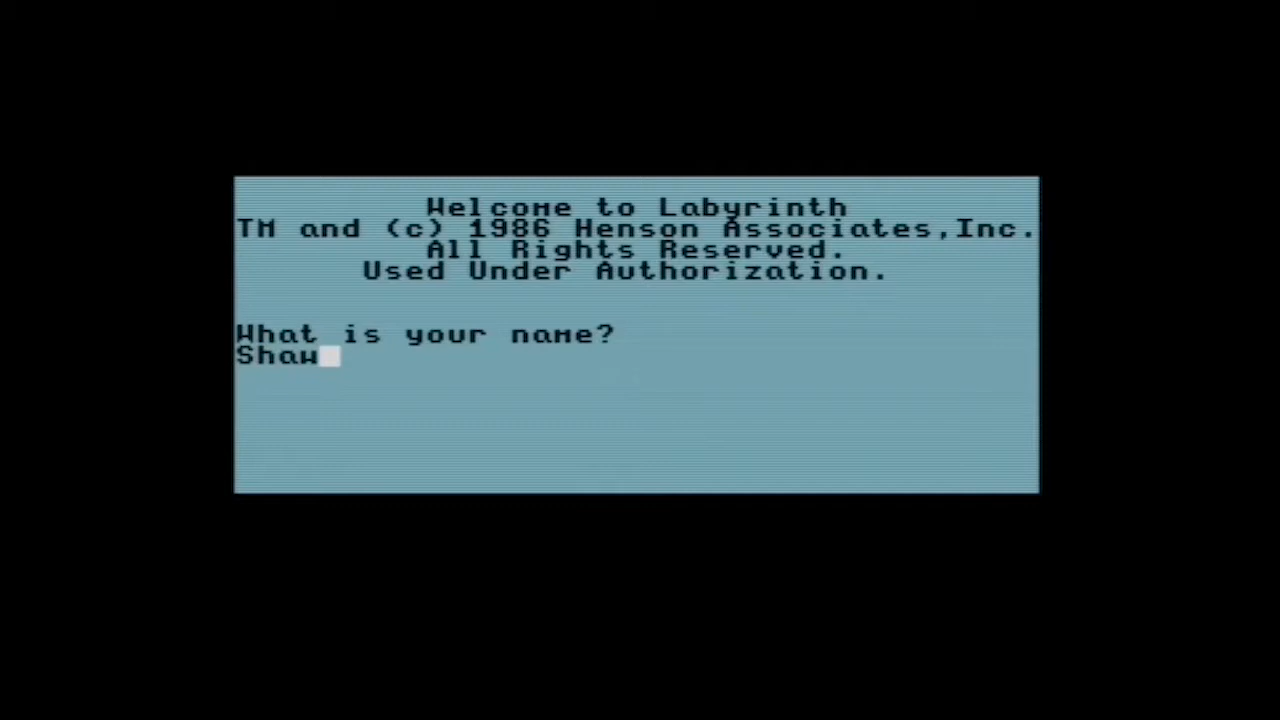 Welcome to Labyrinth
TM and (c) 1986 Henson Associates,Inc.
All Rights Reserved.
Used Under Authorization.
What is your name?
Shaw